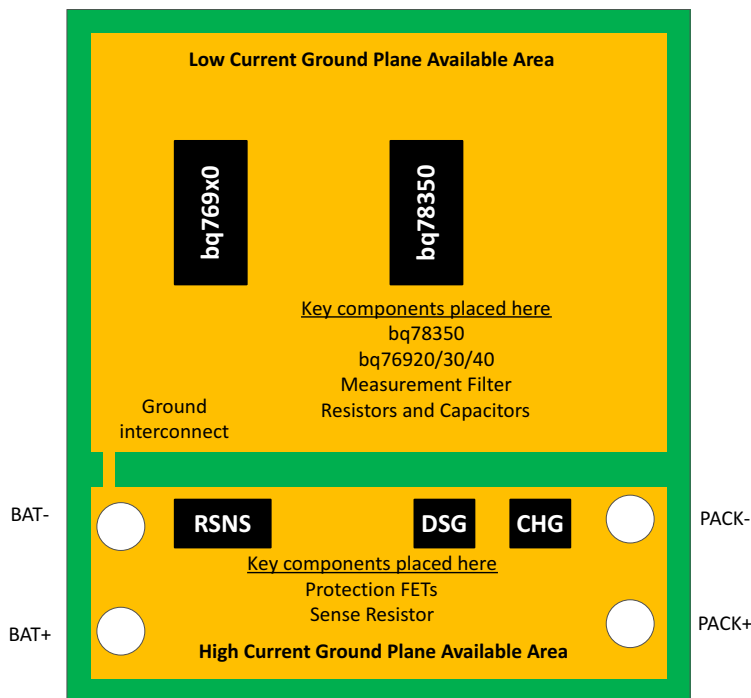 Low Current Ground Plane Available Area
bq769x0
bq78350
Key components placed here
bq78350
bq76920/30/40
Measurement Filter
Resistors and Capacitors
Ground
interconnect
BAT-
RSNS
DSG
CHG
PACK-
Key components placed here
Protection FETs
Sense Resistor
BAT+
PACK+
High Current Ground Plane Available Area